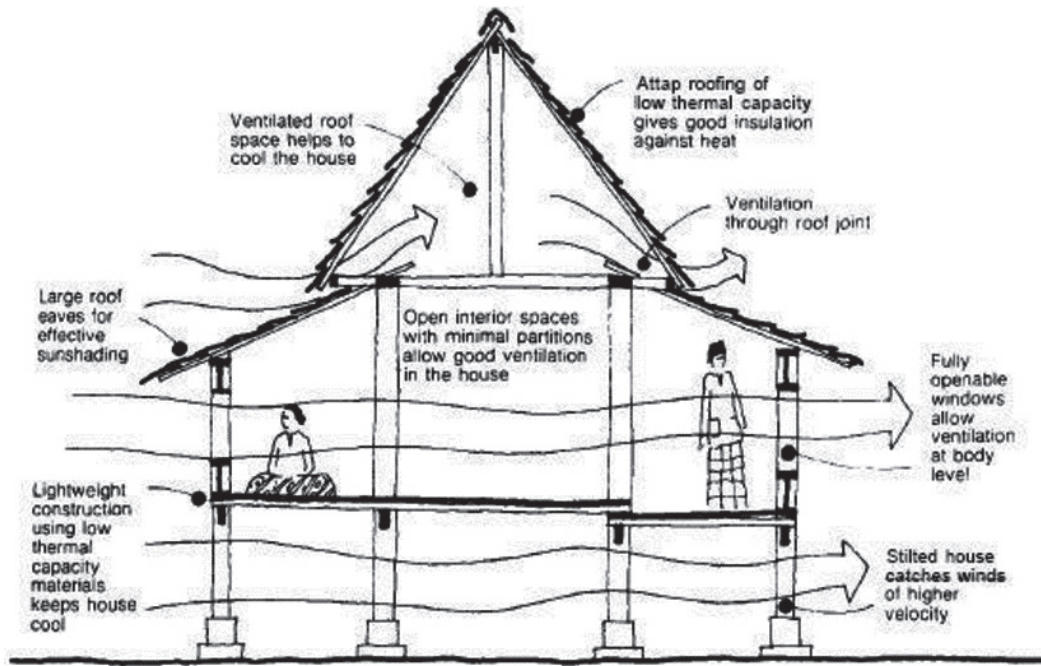 Attap roofing of
low thermal capacity
gives good insulation
against heat
Ventilated roof
space helps to
cool the house
Ventilation
through roof joint
Large roof
eaves for
effective
sunshading
Open interior spaces
with minimal partitions
allow good ventilation
in the house
Fully
openable
windows
allow
ventilation
at body
level
Lightweight
construction
using low
thermal
capacity
materials
keeps house
cool
Stilted house
catches winds
of higher
velocity